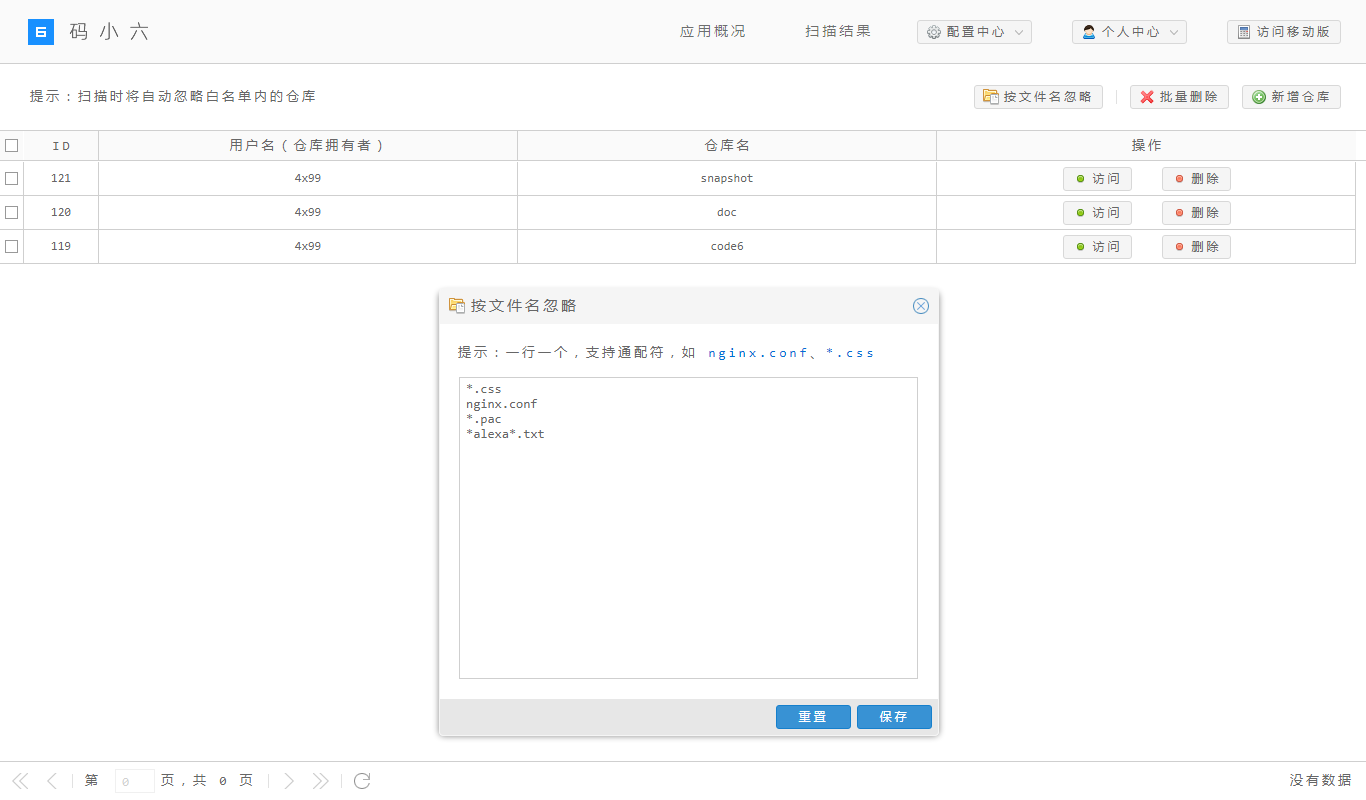 6 码小六 应用概况 扫描结果 配置中心 个人中心 访问移动版
提示：扫描时将自动忽略白名单内的仓库 按文件名忽略 批量删除 新增仓库
ID 用户名（仓库拥有者） 仓库名 操作
121 4x99 snapshot 访问 删除
120 4x99 doc 访问 删除
119 4x99 code6 访问 删除
按文件名忽略
提示：一行一个，支持通配符，如 nginx.conf、*.css
*.css
nginx.conf
*.pac
*alexa*.txt
重置 保存
第 0 页，共 0 页 没有数据